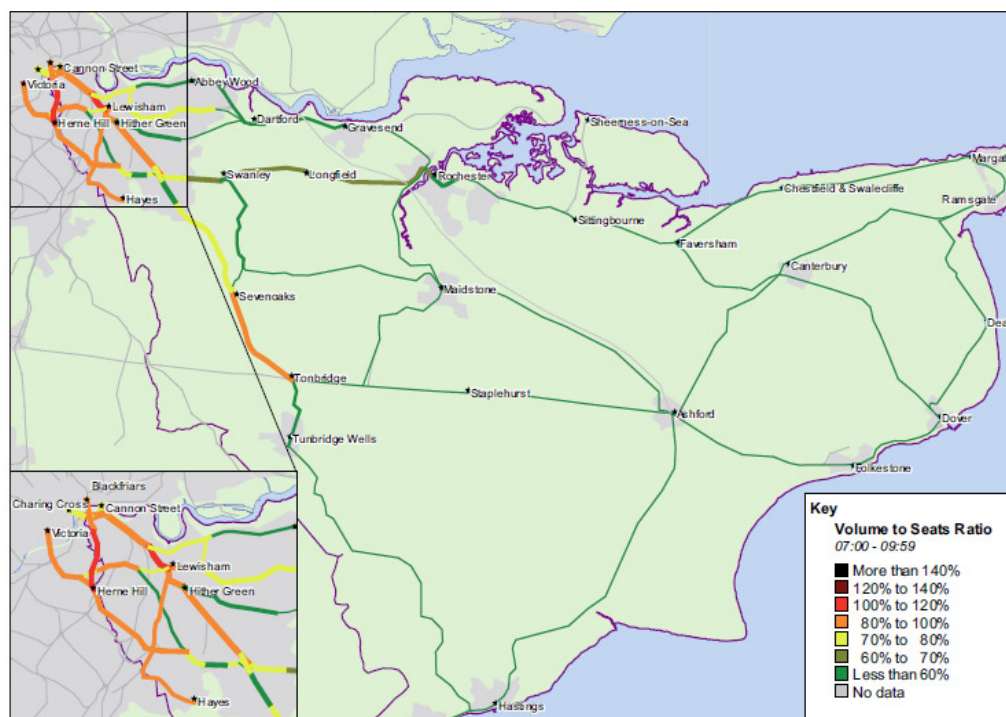 Cannon Street
Victoria
Abbey Wood
Lewisham
Herne Hill
Hither Green
Dartford
Gravesend
Sheerness-on-Sea
Swanley
Longfield
Rochester
Hayes
Margat
Chestfield & Swalecliffe
Ramsgate
Sittingbourne
Faversham
Canterbury
Maidstone
Sevenoaks
Dea
Tonbridge
Staplehurst
Ashford
Dover
Tunbridge Wells
Folkestone
Hastings
Blackfriars
Charing Cross
Cannon Street
Victoria
Lewisham
Herne Hill
Hither Green
Hayes
Key
Volume to Seats Ratio
07:00 - 09:59
More than 140%
120% to 140%
100% to 120%
80% to 100%
70% to 80%
60% to 70%
Less than 60%
No data